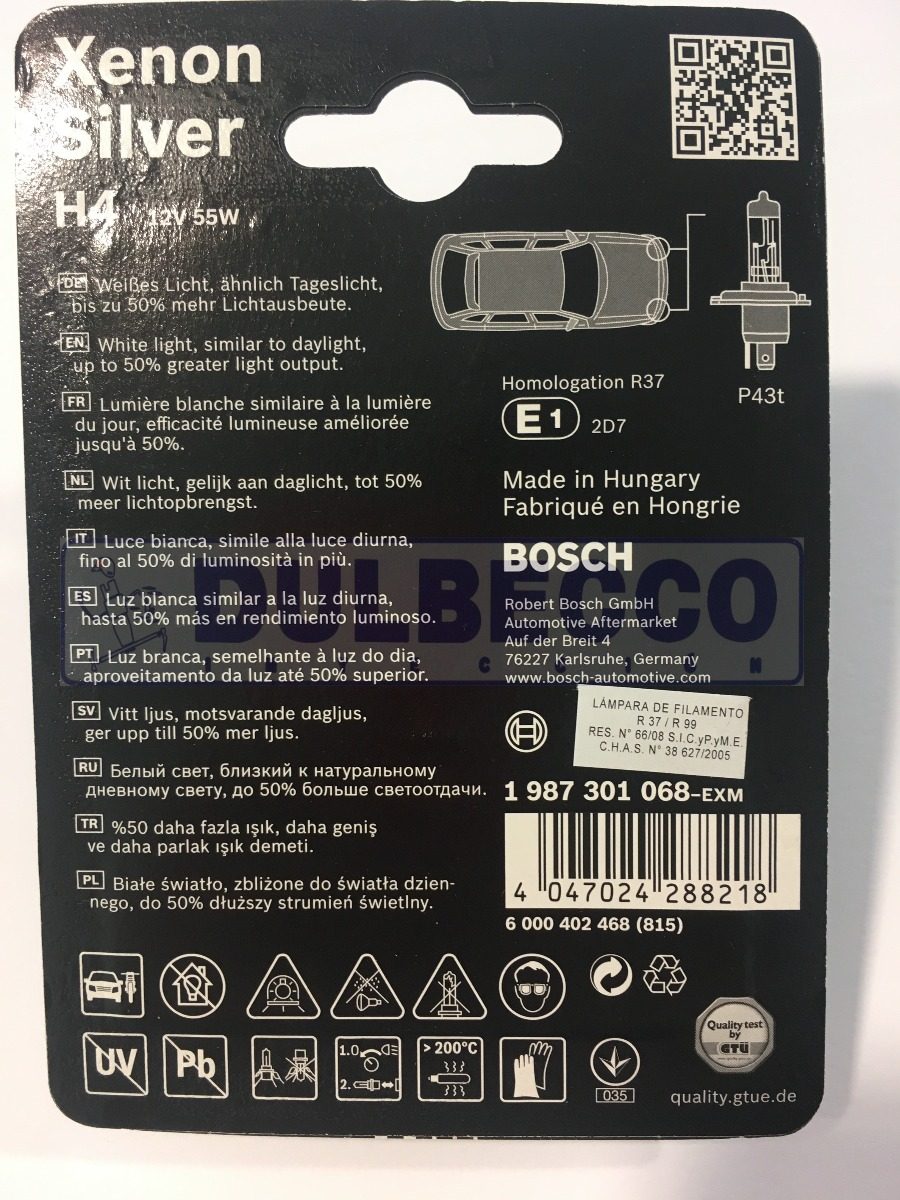 Xenon
Silver
H4 12V 55W
DE Weißes Licht, ähnlich Tageslicht,
bis zu 50% mehr Lichtausbeute.
EN White light, similar to daylight,
up to 50% greater light output.
FR Lumière blanche similaire à la lumière
du jour, efficacité lumineuse améliorée
jusqu'à 50%.
NL Wit licht, gelijk aan daglicht, tot 50%
meer lichtopbrengst.
IT Luce bianca, simile alla luce diurna,
fino al 50% di luminosità in più.
ES Luz blanca similar a la luz diurna,
hasta 50% más en rendimiento luminoso.
PT Luz branca, semelhante à luz do dia,
aproveitamento da luz até 50% superior.
SV Vitt ljus, motsvarande dagljus,
ger upp till 50% mer ljus.
RU Белый свет, близкий к натуральному
дневному свету, до 50% больше светоотдачи.
TR %50 daha fazla ışık, daha geniş
ve daha parlak ışık demeti.
PL Białe światło, zbliżone do światła dzien-
nego, do 50% dłuższy strumień świetlny.
P43t
Homologation R37
E1 2D7
Made in Hungary
Fabriqué en Hongrie
BOSCH
DULBECCO
Robert Bosch GmbH
Automotive Aftermarket
Auf der Breit 4
76227 Karlsruhe, Germany
www.bosch-automotive.com
LÁMPARA DE FILAMENTO
R 37 / R 99
RES. N° 66/08 S.I.C.yP.yM.E.
C.H.A.S. N° 38 627/2005
1 987 301 068-EXM
4 047024 288218
6 000 402 468 (815)
UV
Pb
1.0
2.
> 200°C
035
Quality test
by
GTÜ
quality.gtue.de